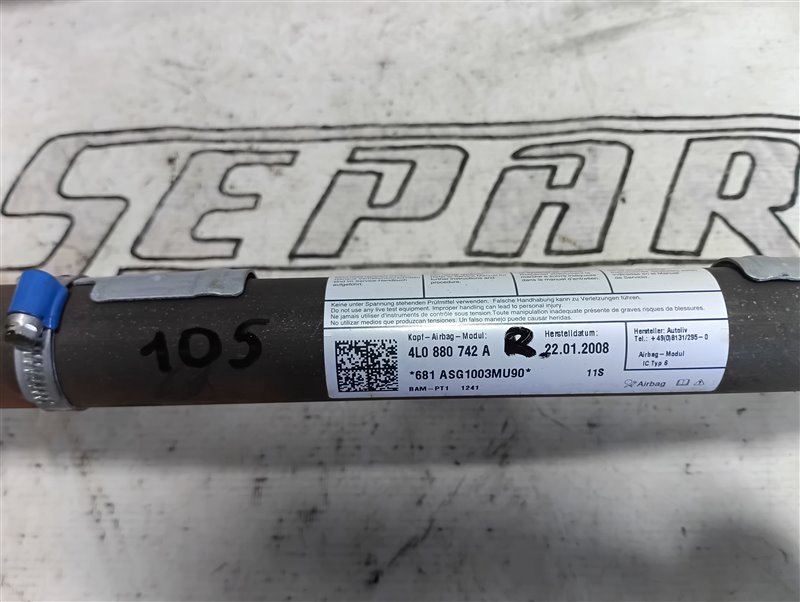 SEPAR
105
Keine unter Spannung stehenden Prüfmittel verwenden. Falsche Handhabung kann zu Verletzungen führen.
Do not use any live test equipment. Improper handling can lead to personal injury.
Ne jamais utiliser d'instruments de contrôle sous tension. Toute manipulation inadéquate présente de graves risques de blessures.
No utilizar medios que produzcan tensiones. Un falso manejo puede causar heridas.
Kopf-Airbag-Modul:
4L0 880 742 A
R
Herstelldatum:
22.01.2008
*681 ASG1003MU90*
11S
BAM-PT1 1241
Hersteller: Autoliv
Tel.: +49(0)8131/295-0
Airbag-Modul
IC Typ 6
Airbag